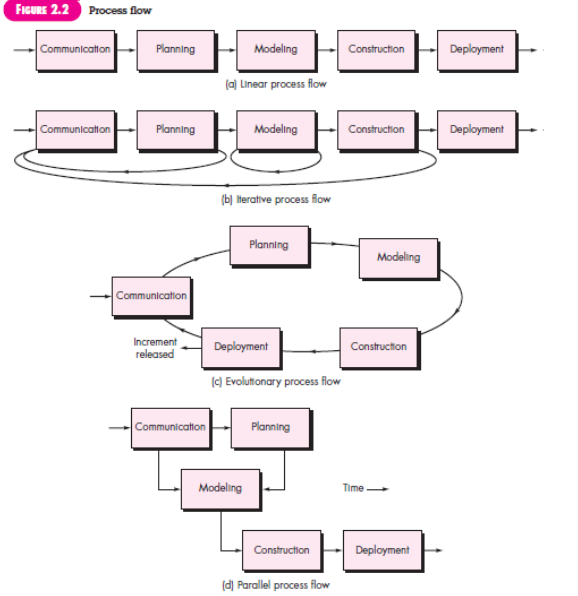 FIGURE 2.2 Process flow
Communication Planning Modeling Construction Deployment
(a) Linear process flow
Communication Planning Modeling Construction Deployment
(b) Iterative process flow
Planning
Modeling
Communication
Increment
released
Deployment
Construction
(c) Evolutionary process flow
Communication Planning
Modeling
Time
Construction Deployment
(d) Parallel process flow